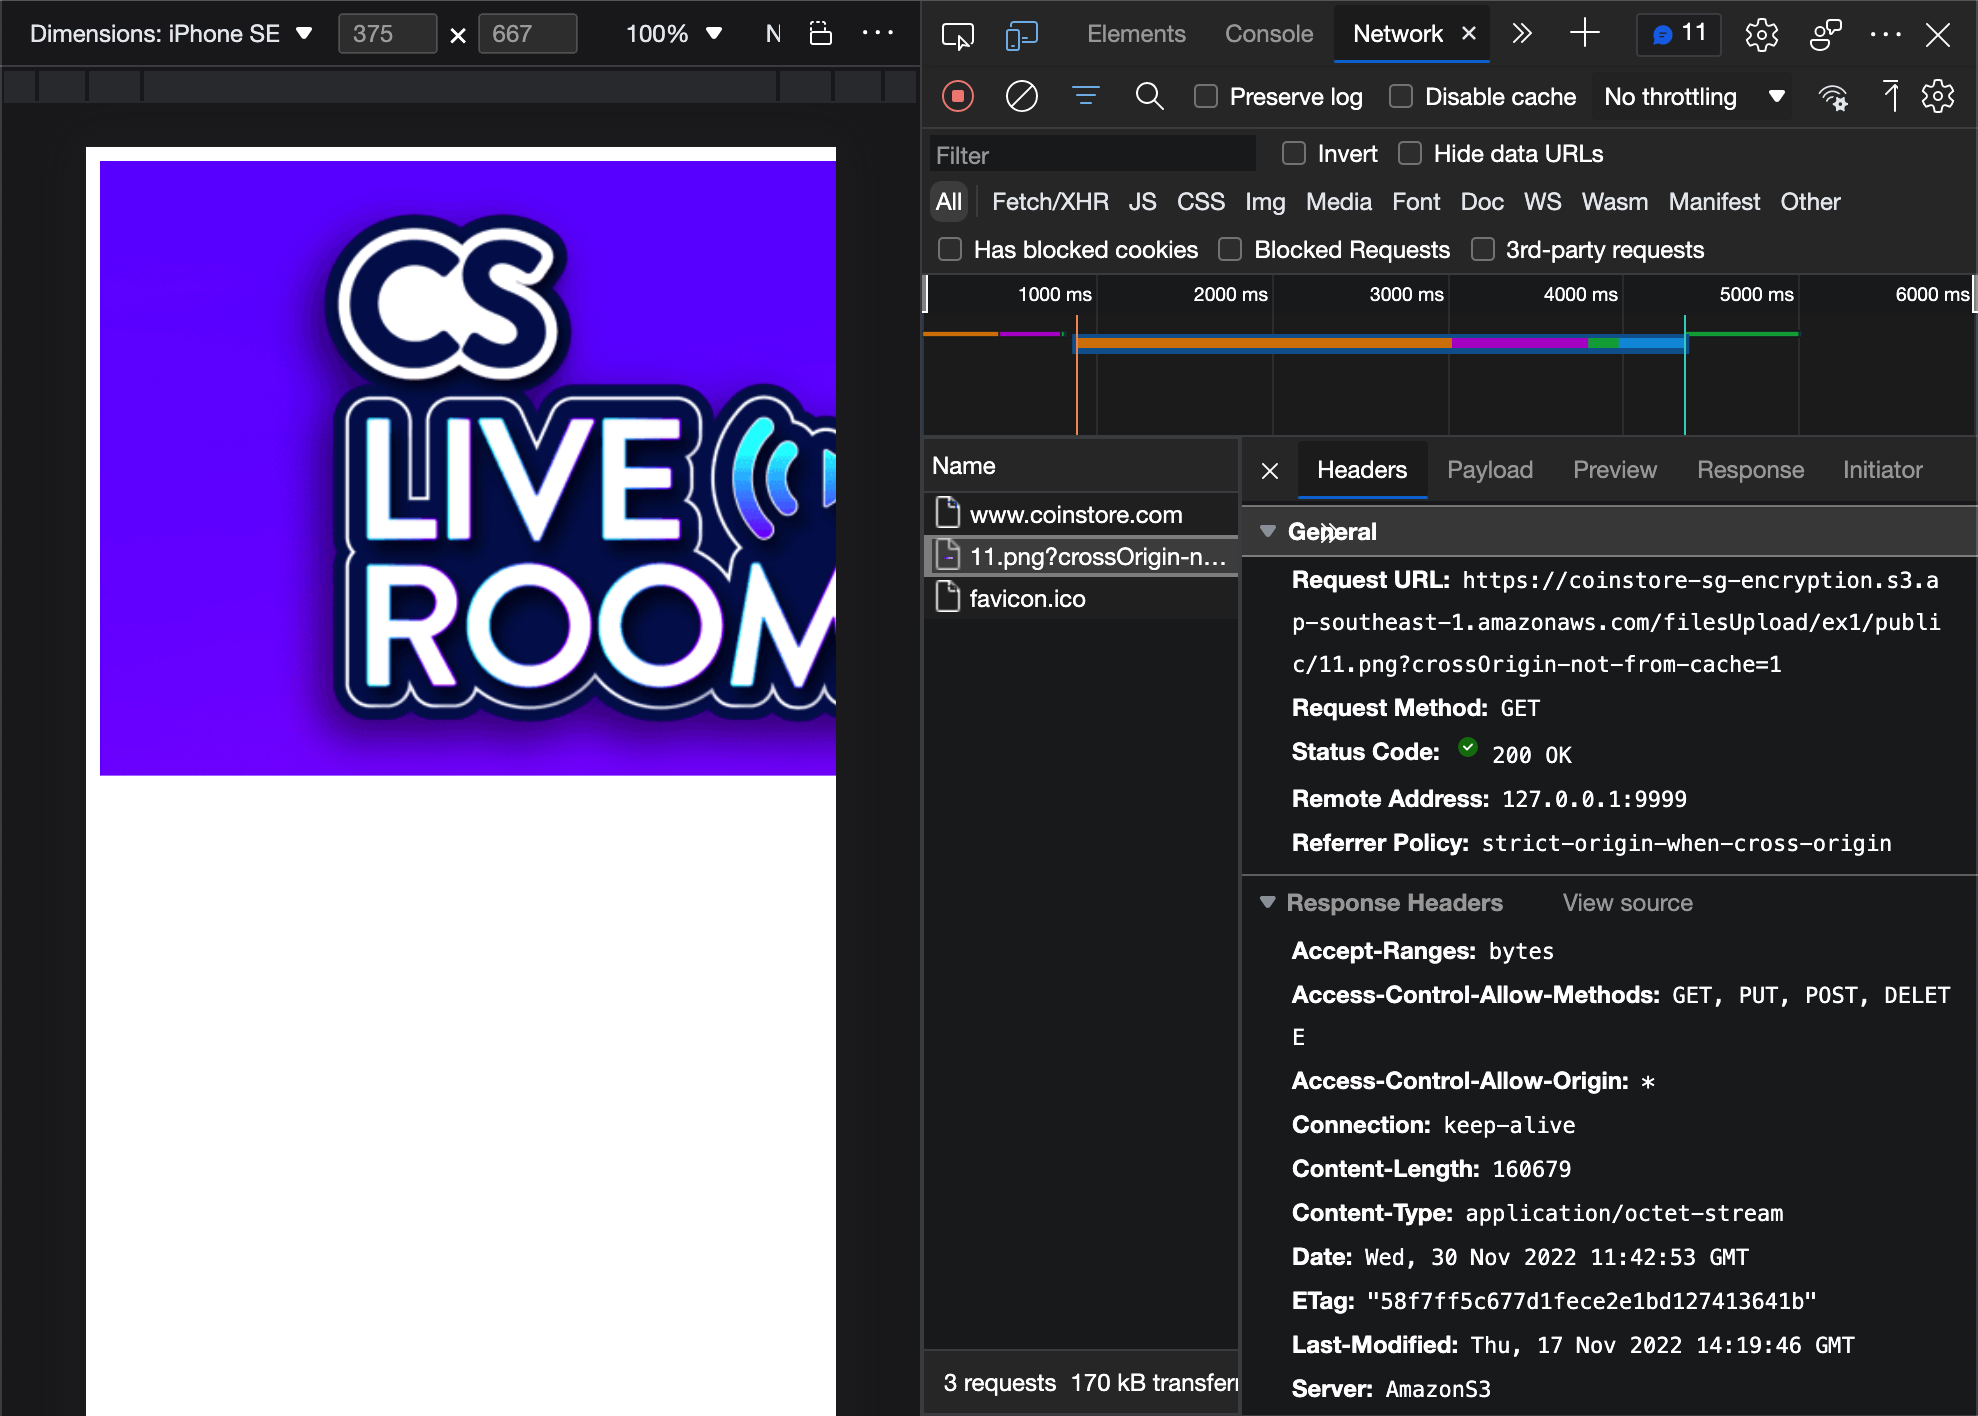 Dimensions: iPhone SE
375
×
667
100%
N
Elements
Console
Network
11
Preserve log
Disable cache
No throttling
Filter
Invert
Hide data URLs
All
Fetch/XHR
JS
CSS
Img
Media
Font
Doc
WS
Wasm
Manifest
Other
Has blocked cookies
Blocked Requests
3rd-party requests
1000 ms
2000 ms
3000 ms
4000 ms
5000 ms
6000 ms
CS
LIVE
ROOM
Name
www.coinstore.com
11.png?crossOrigin-n...
favicon.ico
3 requests
170 kB transferr
Headers
Payload
Preview
Response
Initiator
General
Request URL: https://coinstore-sg-encryption.s3.a
p-southeast-1.amazonaws.com/filesUpload/ex1/publi
c/11.png?crossOrigin-not-from-cache=1
Request Method: GET
Status Code: 200 OK
Remote Address: 127.0.0.1:9999
Referrer Policy: strict-origin-when-cross-origin
Response Headers
View source
Accept-Ranges: bytes
Access-Control-Allow-Methods: GET, PUT, POST, DELET
E
Access-Control-Allow-Origin: *
Connection: keep-alive
Content-Length: 160679
Content-Type: application/octet-stream
Date: Wed, 30 Nov 2022 11:42:53 GMT
ETag: "58f7ff5c677d1fece2e1bd127413641b"
Last-Modified: Thu, 17 Nov 2022 14:19:46 GMT
Server: AmazonS3